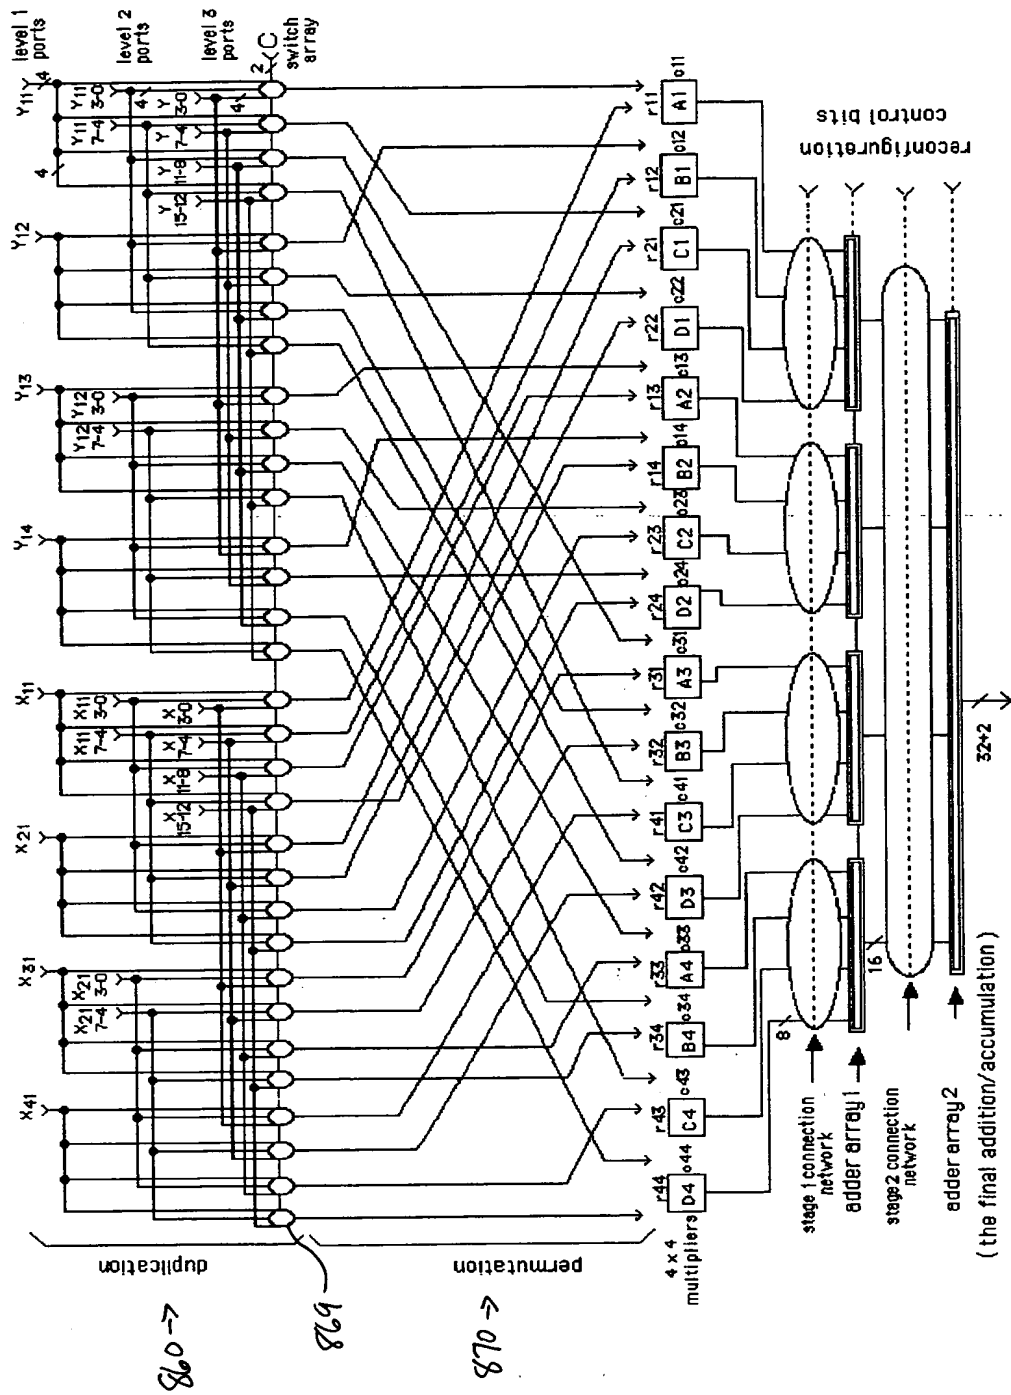 level 1
ports
level 2
ports
level 3
ports
C
switch
array
2
4
4
4
4
Y11
Y11
3-0
Y11
7-4
Y
3-0
Y
7-4
Y
11-8
Y
15-12
Y12
Y13
Y12
3-0
Y12
7-4
Y14
X11
X11
3-0
X11
7-4
X
3-0
X
7-4
X
11-8
X
15-12
X21
X31
X21
3-0
X21
7-4
X41
duplication
permutation
860 →
869
870 →
r11 c11
A1
r12 c12
B1
r21 c21
C1
r22 c22
D1
r13 c13
A2
r14 c14
B2
r23 c23
C2
r24 c24
D2
r31 c31
A3
r32 c32
B3
r41 c41
C3
r42 c42
D3
r33 c33
A4
r34 c34
B4
r43 c43
C4
r44 c44
D4
4 x 4
multipliers
reconfiguration
control bits
8
16
stage 1 connection
network
adder array1
stage2 connection
network
adder array2
(the final addition/accumulation )
32+2